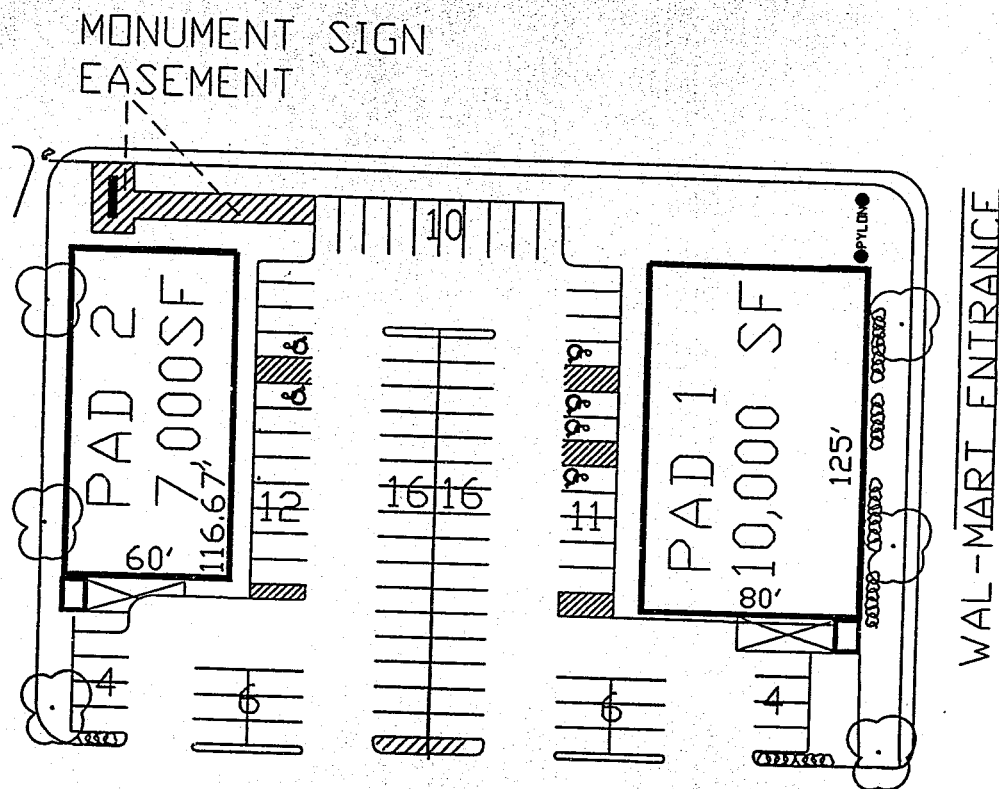 MONUMENT SIGN
EASEMENT
10
PYLON
PAD 2
7,000SF
116.67'
60'
12
16 16
11
PAD 1
10,000 SF
125'
80'
WAL-MART ENTRANCE
4
6
6
4